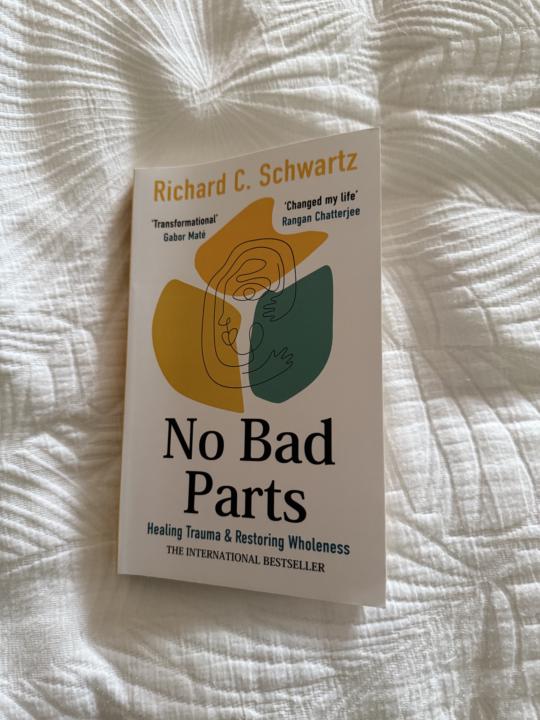 Richard C. Schwartz
'Transformational'
Gabor Maté
'Changed my life'
Rangan Chatterjee
No Bad
Parts
Healing Trauma & Restoring Wholeness
THE INTERNATIONAL BESTSELLER